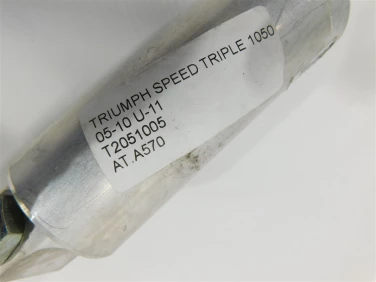 TRIUMPH SPEED TRIPLE 1050
05-10 U-11
T2051005
AT.A570